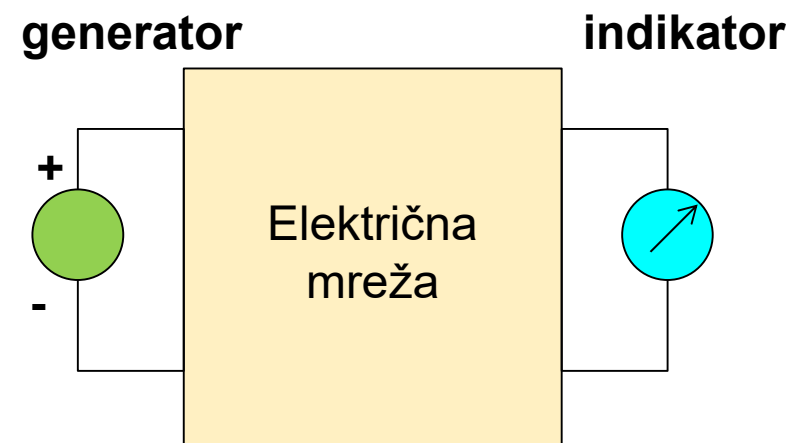 generator
indikator
+
Električna
mreža
-